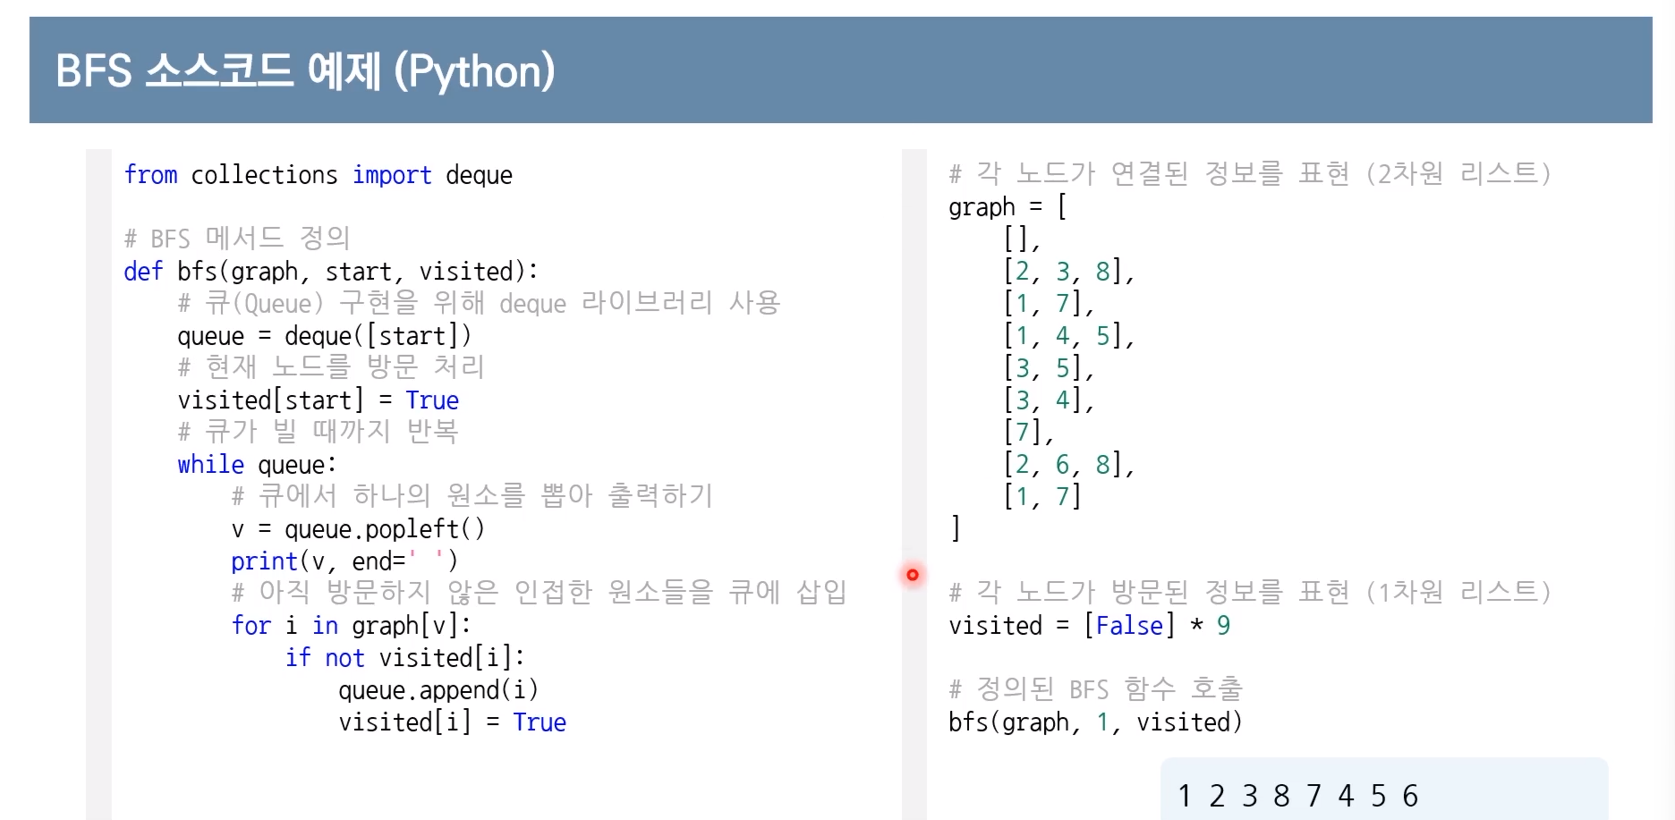 BFS 소스코드 예제 (Python)
from collections import deque
# BFS 메서드 정의
def bfs(graph, start, visited):
    # 큐(Queue) 구현을 위해 deque 라이브러리 사용
    queue = deque([start])
    # 현재 노드를 방문 처리
    visited[start] = True
    # 큐가 빌 때까지 반복
    while queue:
        # 큐에서 하나의 원소를 뽑아 출력하기
        v = queue.popleft()
        print(v, end=' ')
        # 아직 방문하지 않은 인접한 원소들을 큐에 삽입
        for i in graph[v]:
            if not visited[i]:
                queue.append(i)
                visited[i] = True
# 각 노드가 연결된 정보를 표현 (2차원 리스트)
graph = [
    [],
    [2, 3, 8],
    [1, 7],
    [1, 4, 5],
    [3, 5],
    [3, 4],
    [7],
    [2, 6, 8],
    [1, 7]
]
# 각 노드가 방문된 정보를 표현 (1차원 리스트)
visited = [False] * 9
# 정의된 BFS 함수 호출
bfs(graph, 1, visited)
1 2 3 8 7 4 5 6